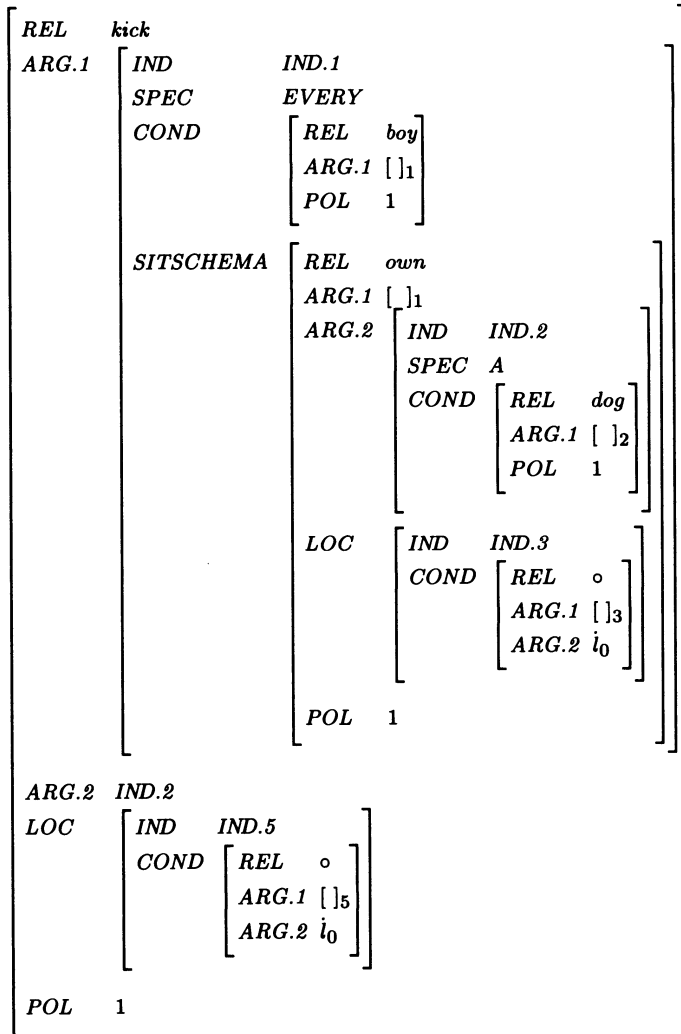 REL kick
ARG.1 IND IND.1
SPEC EVERY
COND REL boy
ARG.1 [ ]₁
POL 1
SITSCHEMA REL own
ARG.1 [ ]₁
ARG.2 IND IND.2
SPEC A
COND REL dog
ARG.1 [ ]₂
POL 1
LOC IND IND.3
COND REL ∘
ARG.1 [ ]₃
ARG.2 l̇₀
POL 1
ARG.2 IND.2
LOC IND IND.5
COND REL ∘
ARG.1 [ ]₅
ARG.2 l̇₀
POL 1